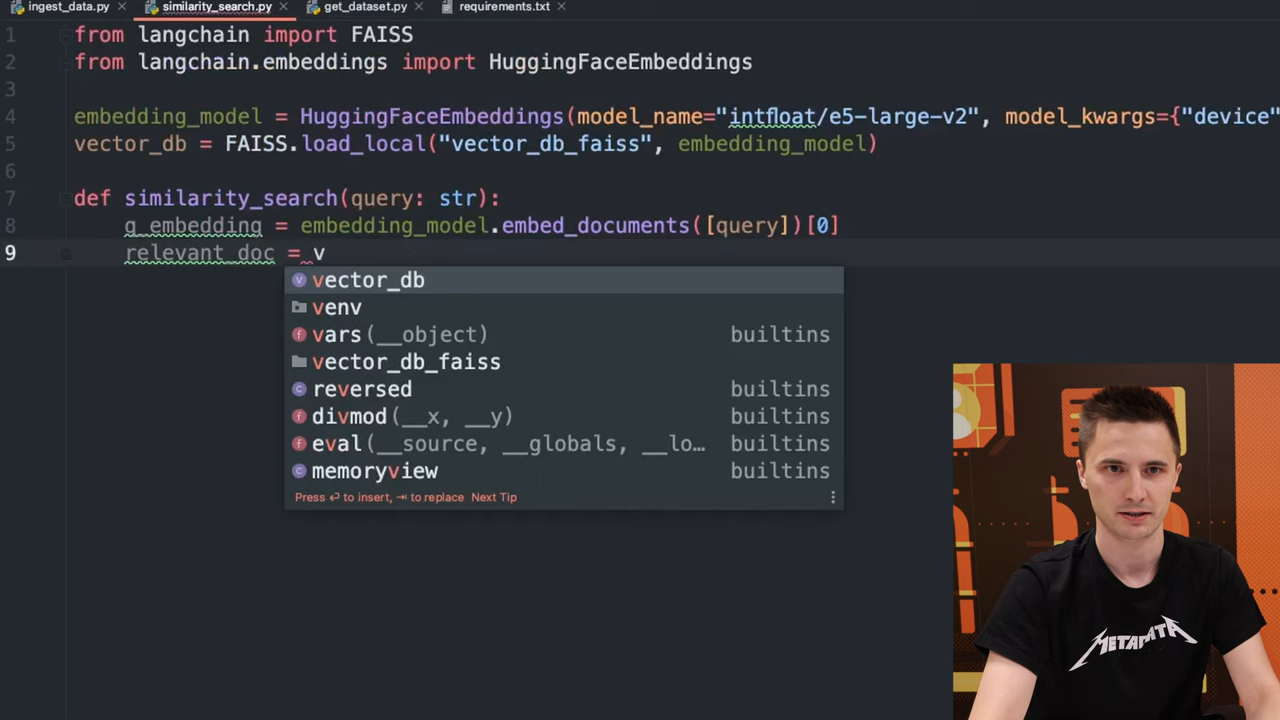 ingest_data.py similarity_search.py get_dataset.py requirements.txt
1 from langchain import FAISS
2 from langchain.embeddings import HuggingFaceEmbeddings
3
4 embedding_model = HuggingFaceEmbeddings(model_name="intfloat/e5-large-v2", model_kwargs={"device"
5 vector_db = FAISS.load_local("vector_db_faiss", embedding_model)
6
7 def similarity_search(query: str):
8 q_embedding = embedding_model.embed_documents([query])[0]
9 relevant_doc = v
vector_db
venv
vars(__object) builtins
vector_db_faiss
reversed builtins
divmod(__x, __y) builtins
eval(__source, __globals, __lo… builtins
memoryview builtins
Press ⏎ to insert, ⇥ to replace Next Tip
METADATA